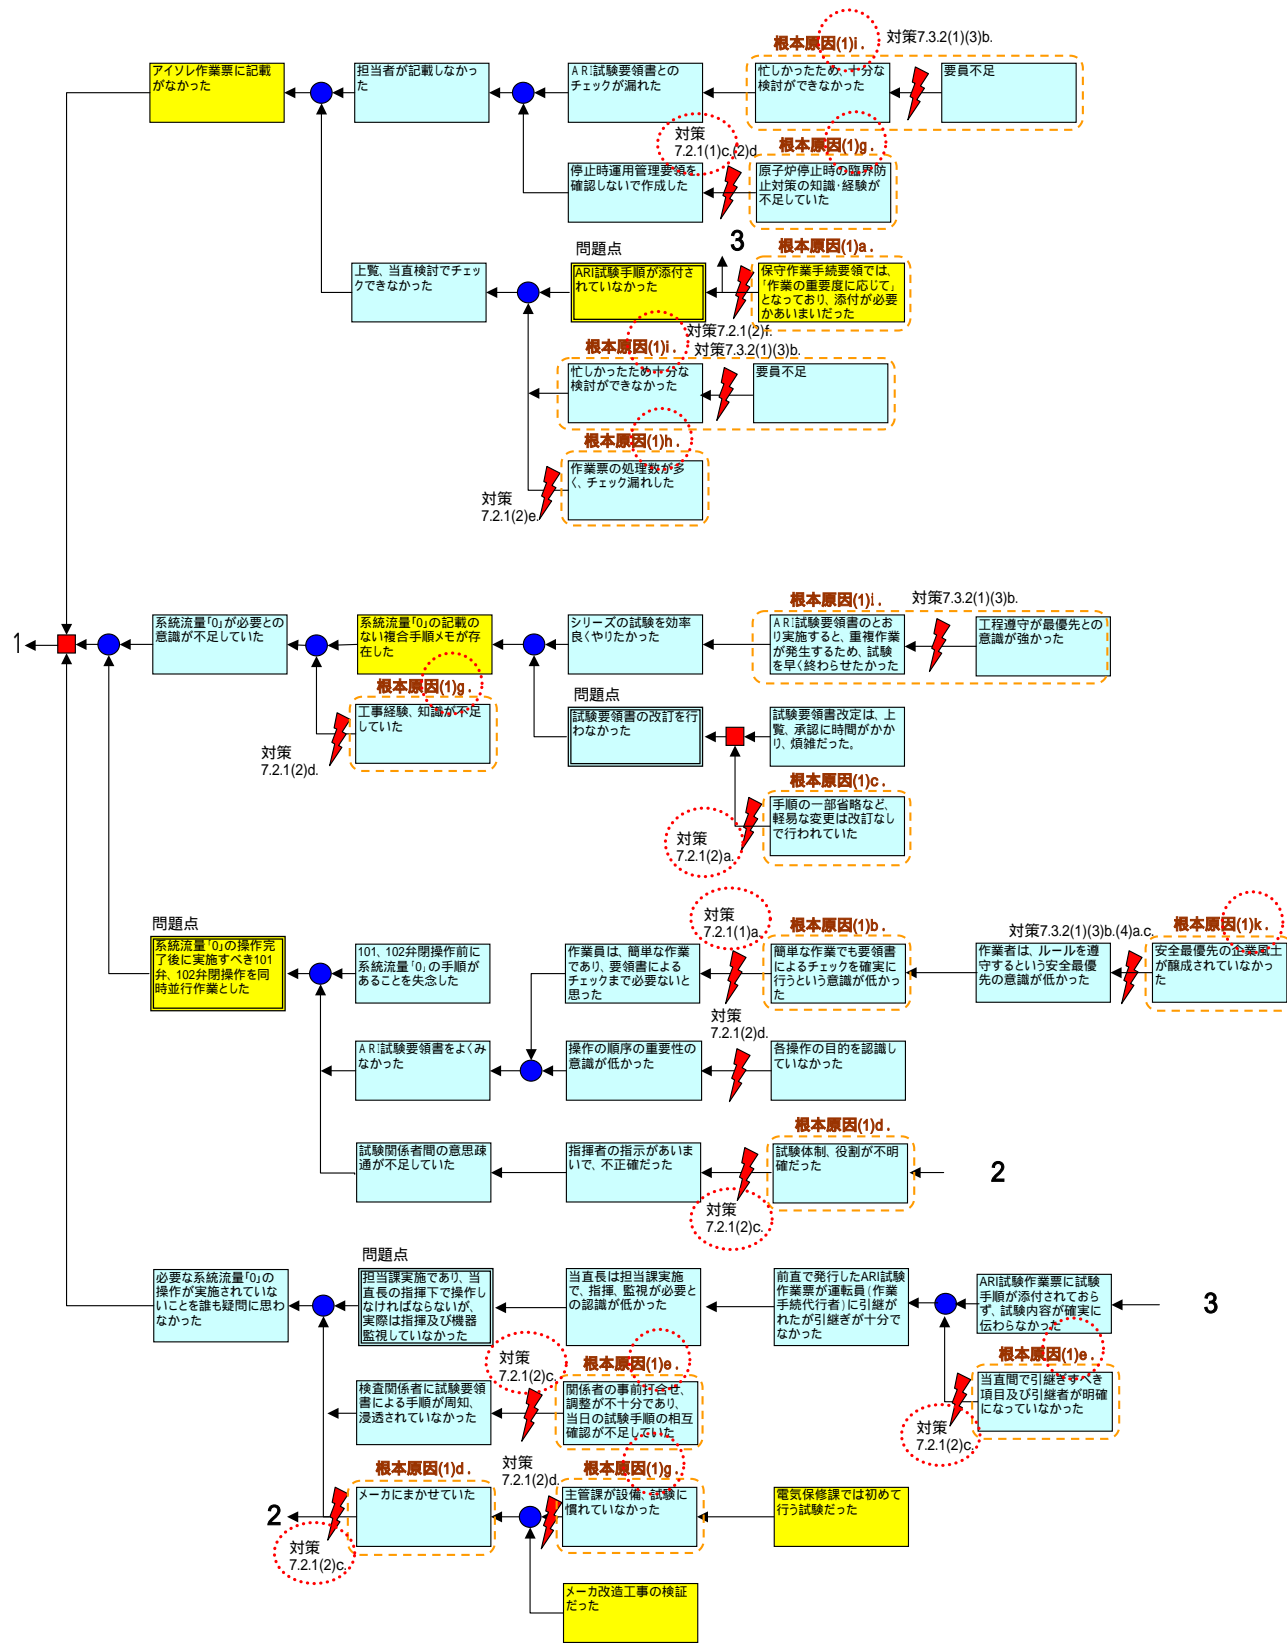 根本原因(1)i.
対策7.3.2(1)(3)b.
アイソレ作業票に記載
がなかった
担当者が記載しなかっ
た
ARI試験要領書との
チェックが漏れた
忙しかったため、十分な
検討ができなかった
要員不足
対策
7.2.1(1)c.(2)d
根本原因(1)g.
停止時運用管理要領を
確認しないで作成した
原子炉停止時の臨界防
止対策の知識・経験が
不足していた
3
問題点
根本原因(1)a.
上覧、当直検討でチェッ
クできなかった
ARI試験手順が添付さ
れていなかった
保守作業手続要領では、
「作業の重要度に応じて」
となっており、添付が必要
かあいまいだった
対策7.2.1(2)f.
根本原因(1)i.
対策7.3.2(1)(3)b.
忙しかったため十分な
検討ができなかった
要員不足
根本原因(1)h.
作業票の処理数が多
く、チェック漏れした
対策
7.2.1(2)e.
根本原因(1)i.
対策7.3.2(1)(3)b.
1
系統流量「0」が必要との
意識が不足していた
系統流量「0」の記載の
ない複合手順メモが存
在した
シリーズの試験を効率
良くやりたかった
ARI試験要領書のとお
り実施すると、重複作業
が発生するため、試験
を早く終わらせたかった
工程遵守が最優先との
意識が強かった
根本原因(1)g.
問題点
工事経験、知識が不足
していた
試験要領書の改訂を行
わなかった
試験要領書改定は、上
覧、承認に時間がかか
り、煩雑だった。
対策
7.2.1(2)d.
根本原因(1)c.
手順の一部省略など、
軽易な変更は改訂なし
で行われていた
対策
7.2.1(2)a.
問題点
対策
7.2.1(1)a.
根本原因(1)b.
対策7.3.2(1)(3)b.(4)a.c.
根本原因(1)k.
系統流量「0」の操作完
了後に実施すべき101
弁、102弁閉操作を同
時並行作業とした
101、102弁閉操作前に
系統流量「0」の手順が
あることを失念した
作業員は、簡単な作業
であり、要領書による
チェックまで必要ないと
思った
簡単な作業でも要領書
によるチェックを確実に
行うという意識が低かっ
た
作業者は、ルールを遵
守するという安全最優
先の意識が低かった
安全最優先の企業風土
が醸成されていなかっ
た
対策
7.2.1(2)d.
ARI試験要領書をよくみ
なかった
操作の順序の重要性の
意識が低かった
各操作の目的を認識し
ていなかった
根本原因(1)d.
試験関係者間の意思疎
通が不足していた
指揮者の指示があいま
いで、不正確だった
試験体制、役割が不明
確だった
2
対策
7.2.1(2)c.
問題点
必要な系統流量「0」の
操作が実施されていな
いことを誰も疑問に思わ
なかった
担当課実施であり、当
直長の指揮下で操作し
なければならないが、
実際は指揮及び機器
監視していなかった
当直長は担当課実施
で、指揮、監視が必要と
の認識が低かった
前直で発行したARI試験
作業票が運転員（作業
手続代行者）に引継が
れたが引継ぎが十分で
なかった
ARI試験作業票に試験
手順が添付されておら
ず、試験内容が確実に
伝わらなかった
3
対策
7.2.1(2)c.
根本原因(1)e.
根本原因(1)e.
検査関係者に試験要領
書による手順が周知、
浸透されていなかった
関係者の事前打合せ、
調整が不十分であり、
当日の試験手順の相互
確認が不足していた
当直間で引継ぎすべき
項目及び引継者が明確
になっていなかった
対策
7.2.1(2)c.
根本原因(1)d.
対策
7.2.1(2)d.
根本原因(1)g.
2
メーカにまかせていた
主管課が設備、試験に
慣れていなかった
電気保修課では初めて
行う試験だった
対策
7.2.1(2)c.
メーカ改造工事の検証
だった